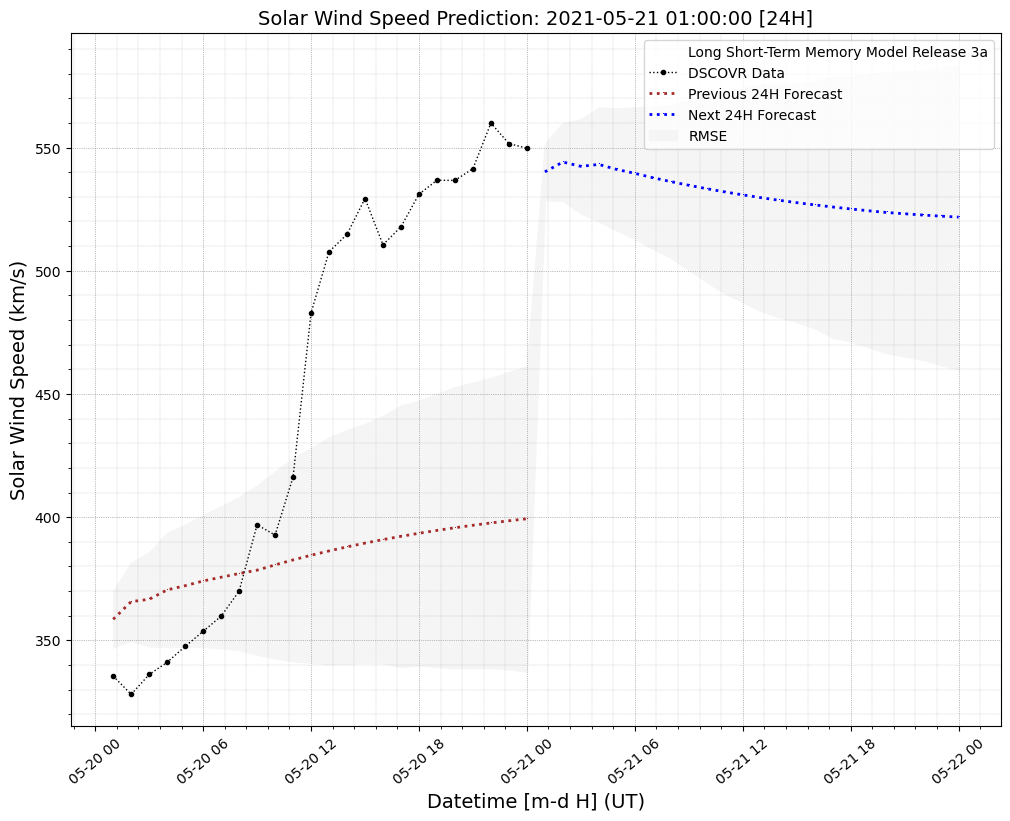 Solar Wind Speed Prediction: 2021-05-21 01:00:00 [24H]
Long Short-Term Memory Model Release 3a
DSCOVR Data
Previous 24H Forecast
Next 24H Forecast
RMSE
Solar Wind Speed (km/s)
550
500
450
400
350
05-20 00
05-20 06
05-20 12
05-20 18
05-21 00
05-21 06
05-21 12
05-21 18
05-22 00
Datetime [m-d H] (UT)